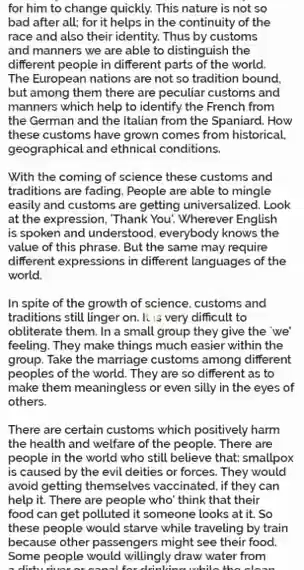 for him to change quickly. This nature is not so
bad after all; for it helps in the continuity of the
race and also their identity. Thus by customs
and manners we are able to distinguish the
different people in different parts of the world.
The European nations are not so tradition bound,
but among them there are peculiar customs and
manners which help to identify the French from
the German and the Italian from the Spaniard. How
these customs have grown comes from historical,
geographical and ethnical conditions.
With the coming of science these customs and
traditions are fading. People are able to mingle
easily and customs are getting universalized. Look
at the expression, 'Thank You'. Wherever English
is spoken and understood, everybody knows the
value of this phrase. But the same may require
different expressions in different languages of the
world.
In spite of the growth of science, customs and
traditions still linger on. It is very difficult to
obliterate them. In a small group they give the `we'
feeling. They make things much easier within the
group. Take the marriage customs among different
peoples of the world. They are so different as to
make them meaningless or even silly in the eyes of
others.
There are certain customs which positively harm
the health and welfare of the people. There are
people in the world who still believe that; smallpox
is caused by the evil deities or forces. They would
avoid getting themselves vaccinated, if they can
help it. There are people who' think that their
food can get polluted it someone looks at it. So
these people would starve while traveling by train
because other passengers might see their food.
Some people would willingly draw water from
a dirty river or canal for drinking while the clean